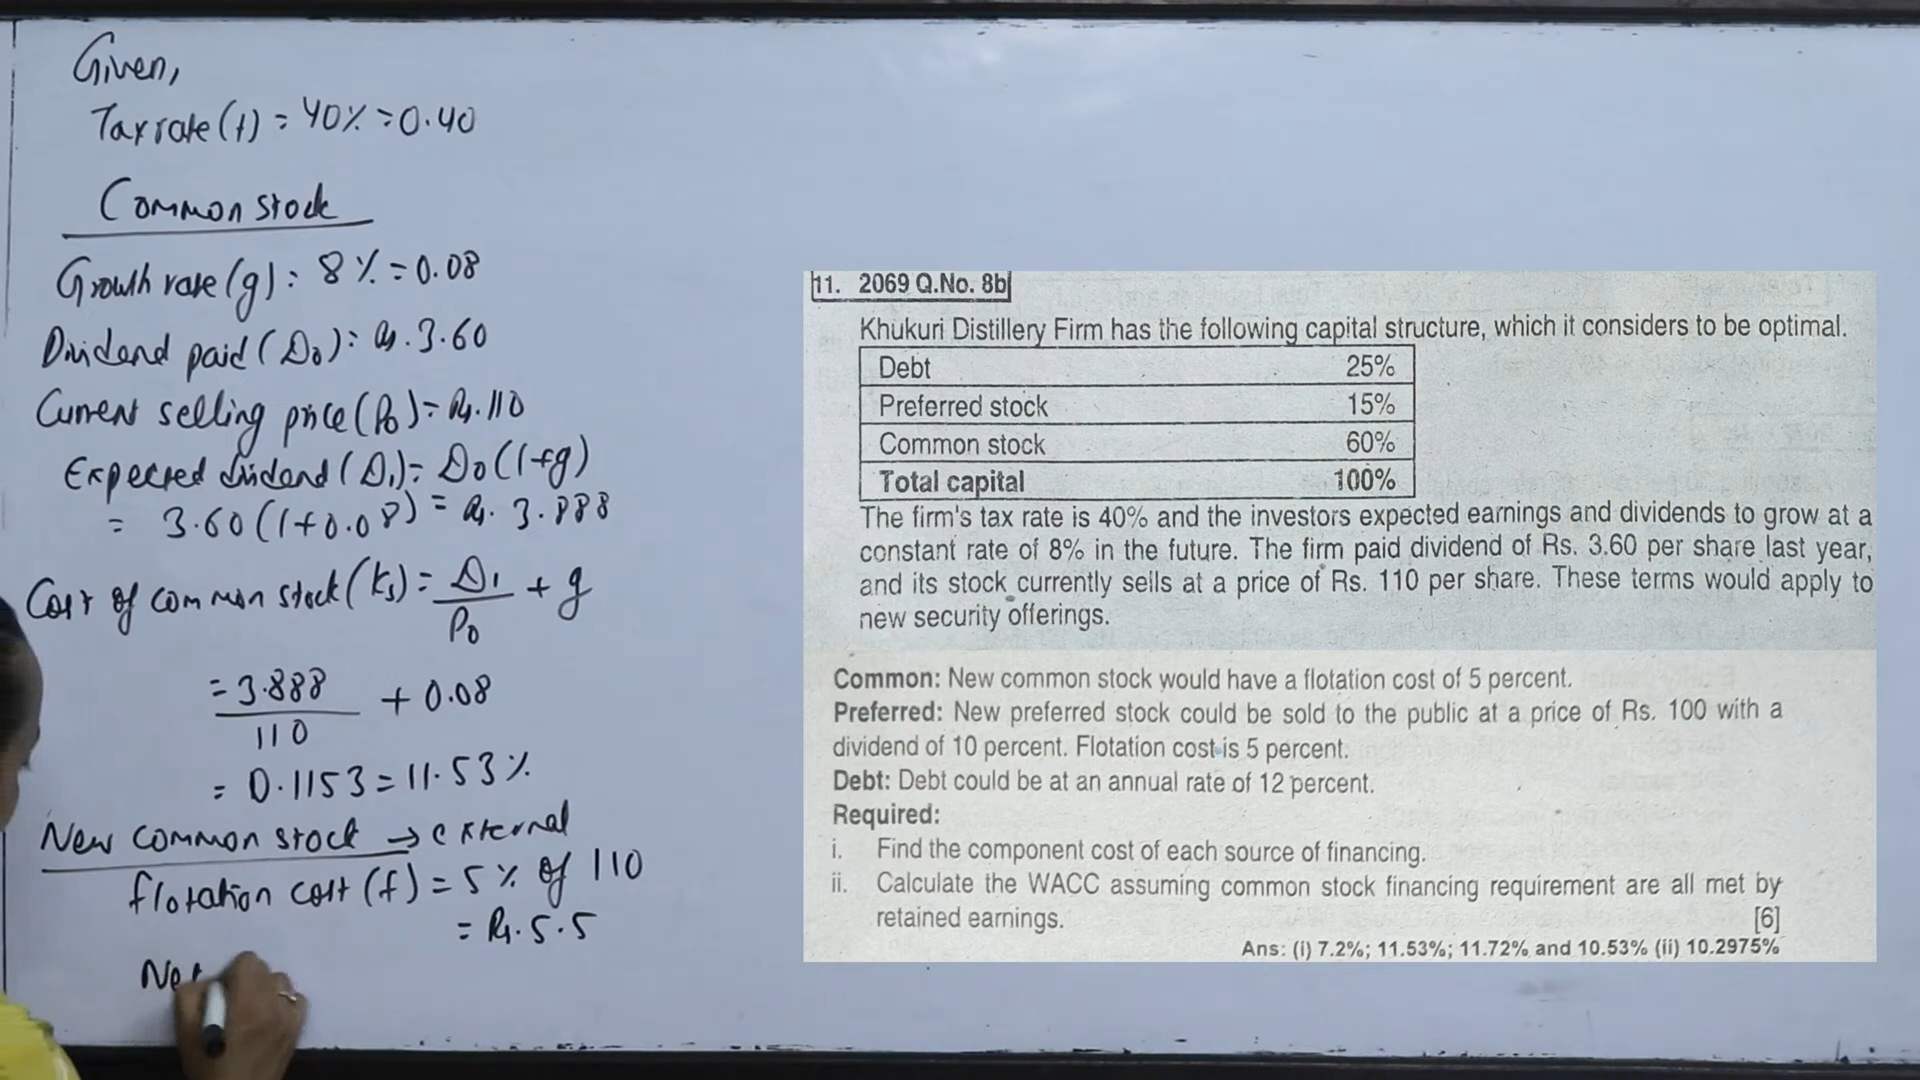 Given,
Tax rate (t) = 40% = 0.40
Common stock
Growth rate (g) : 8% = 0.08
Dividend paid (D0) : Rs. 3.60
Current selling price (P0) = Rs. 110
Expected dividend (D1) = D0 (1+g)
= 3.60 (1+0.08) = Rs. 3.888
Cost of common stock (Ks) = D1/P0 + g
= 3.888/110 + 0.08
= 0.1153 = 11.53%
New common stock → external
flotation cost (f) = 5% of 110
= Rs. 5.5
Net
11. 2069 Q.No. 8b
Khukuri Distillery Firm has the following capital structure, which it considers to be optimal.
Debt 25%
Preferred stock 15%
Common stock 60%
Total capital 100%
The firm's tax rate is 40% and the investors expected earnings and dividends to grow at a
constant rate of 8% in the future. The firm paid dividend of Rs. 3.60 per share last year,
and its stock currently sells at a price of Rs. 110 per share. These terms would apply to
new security offerings.
Common: New common stock would have a flotation cost of 5 percent.
Preferred: New preferred stock could be sold to the public at a price of Rs. 100 with a
dividend of 10 percent. Flotation cost is 5 percent.
Debt: Debt could be at an annual rate of 12 percent.
Required:
i. Find the component cost of each source of financing.
ii. Calculate the WACC assuming common stock financing requirement are all met by
retained earnings. [6]
Ans: (i) 7.2%; 11.53%; 11.72% and 10.53% (ii) 10.2975%